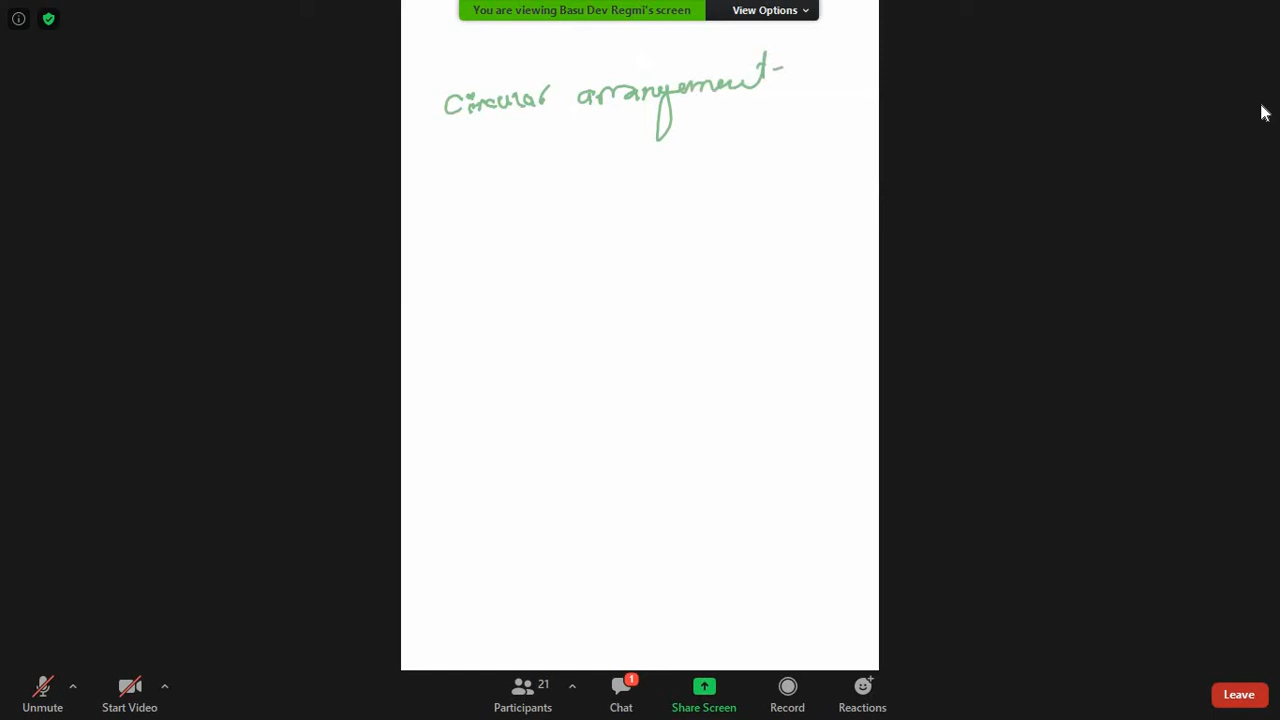 You are viewing Basu Dev Regmi's screen View Options
circular arrangement-
Unmute
Start Video
21
Participants
1
Chat
Share Screen
Record
Reactions
Leave